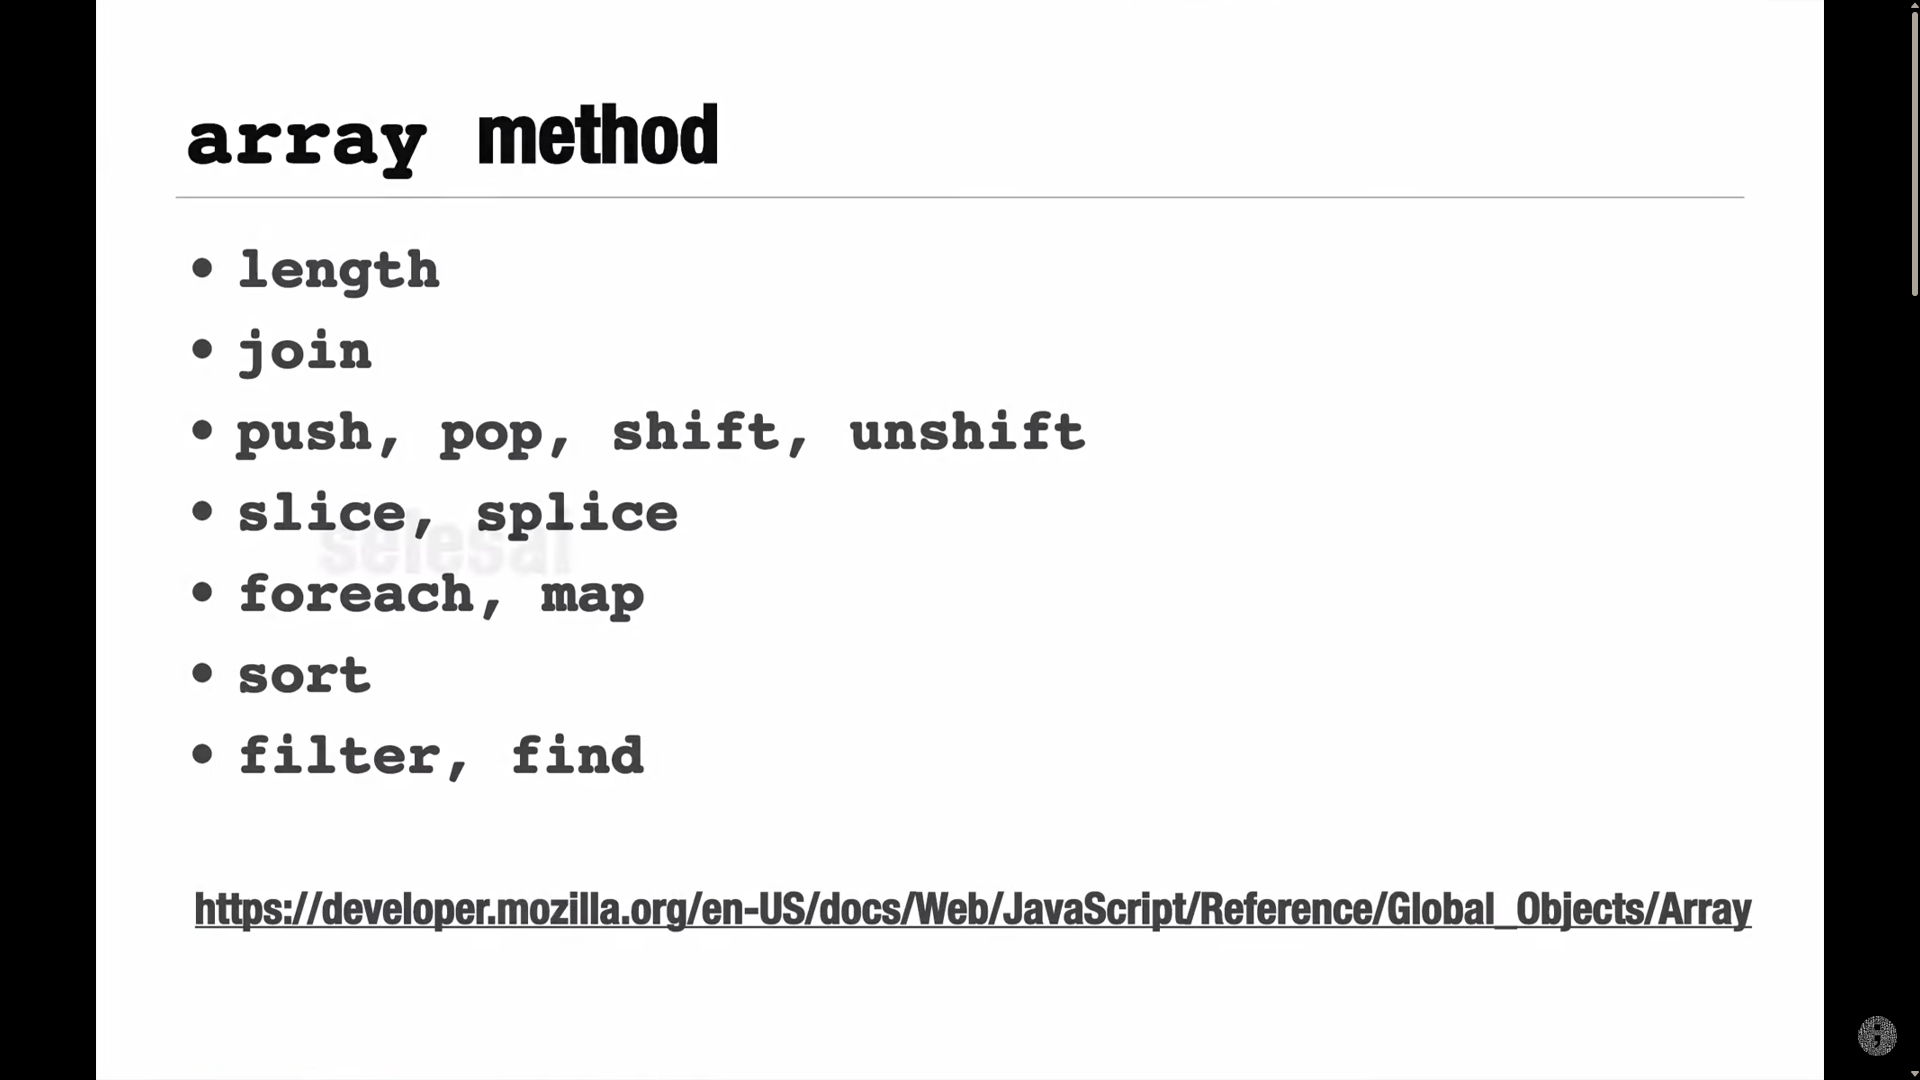 array method
• length
• join
• push, pop, shift, unshift
• slice, splice
selesai
• foreach, map
• sort
• filter, find
https://developer.mozilla.org/en-US/docs/Web/JavaScript/Reference/Global_Objects/Array